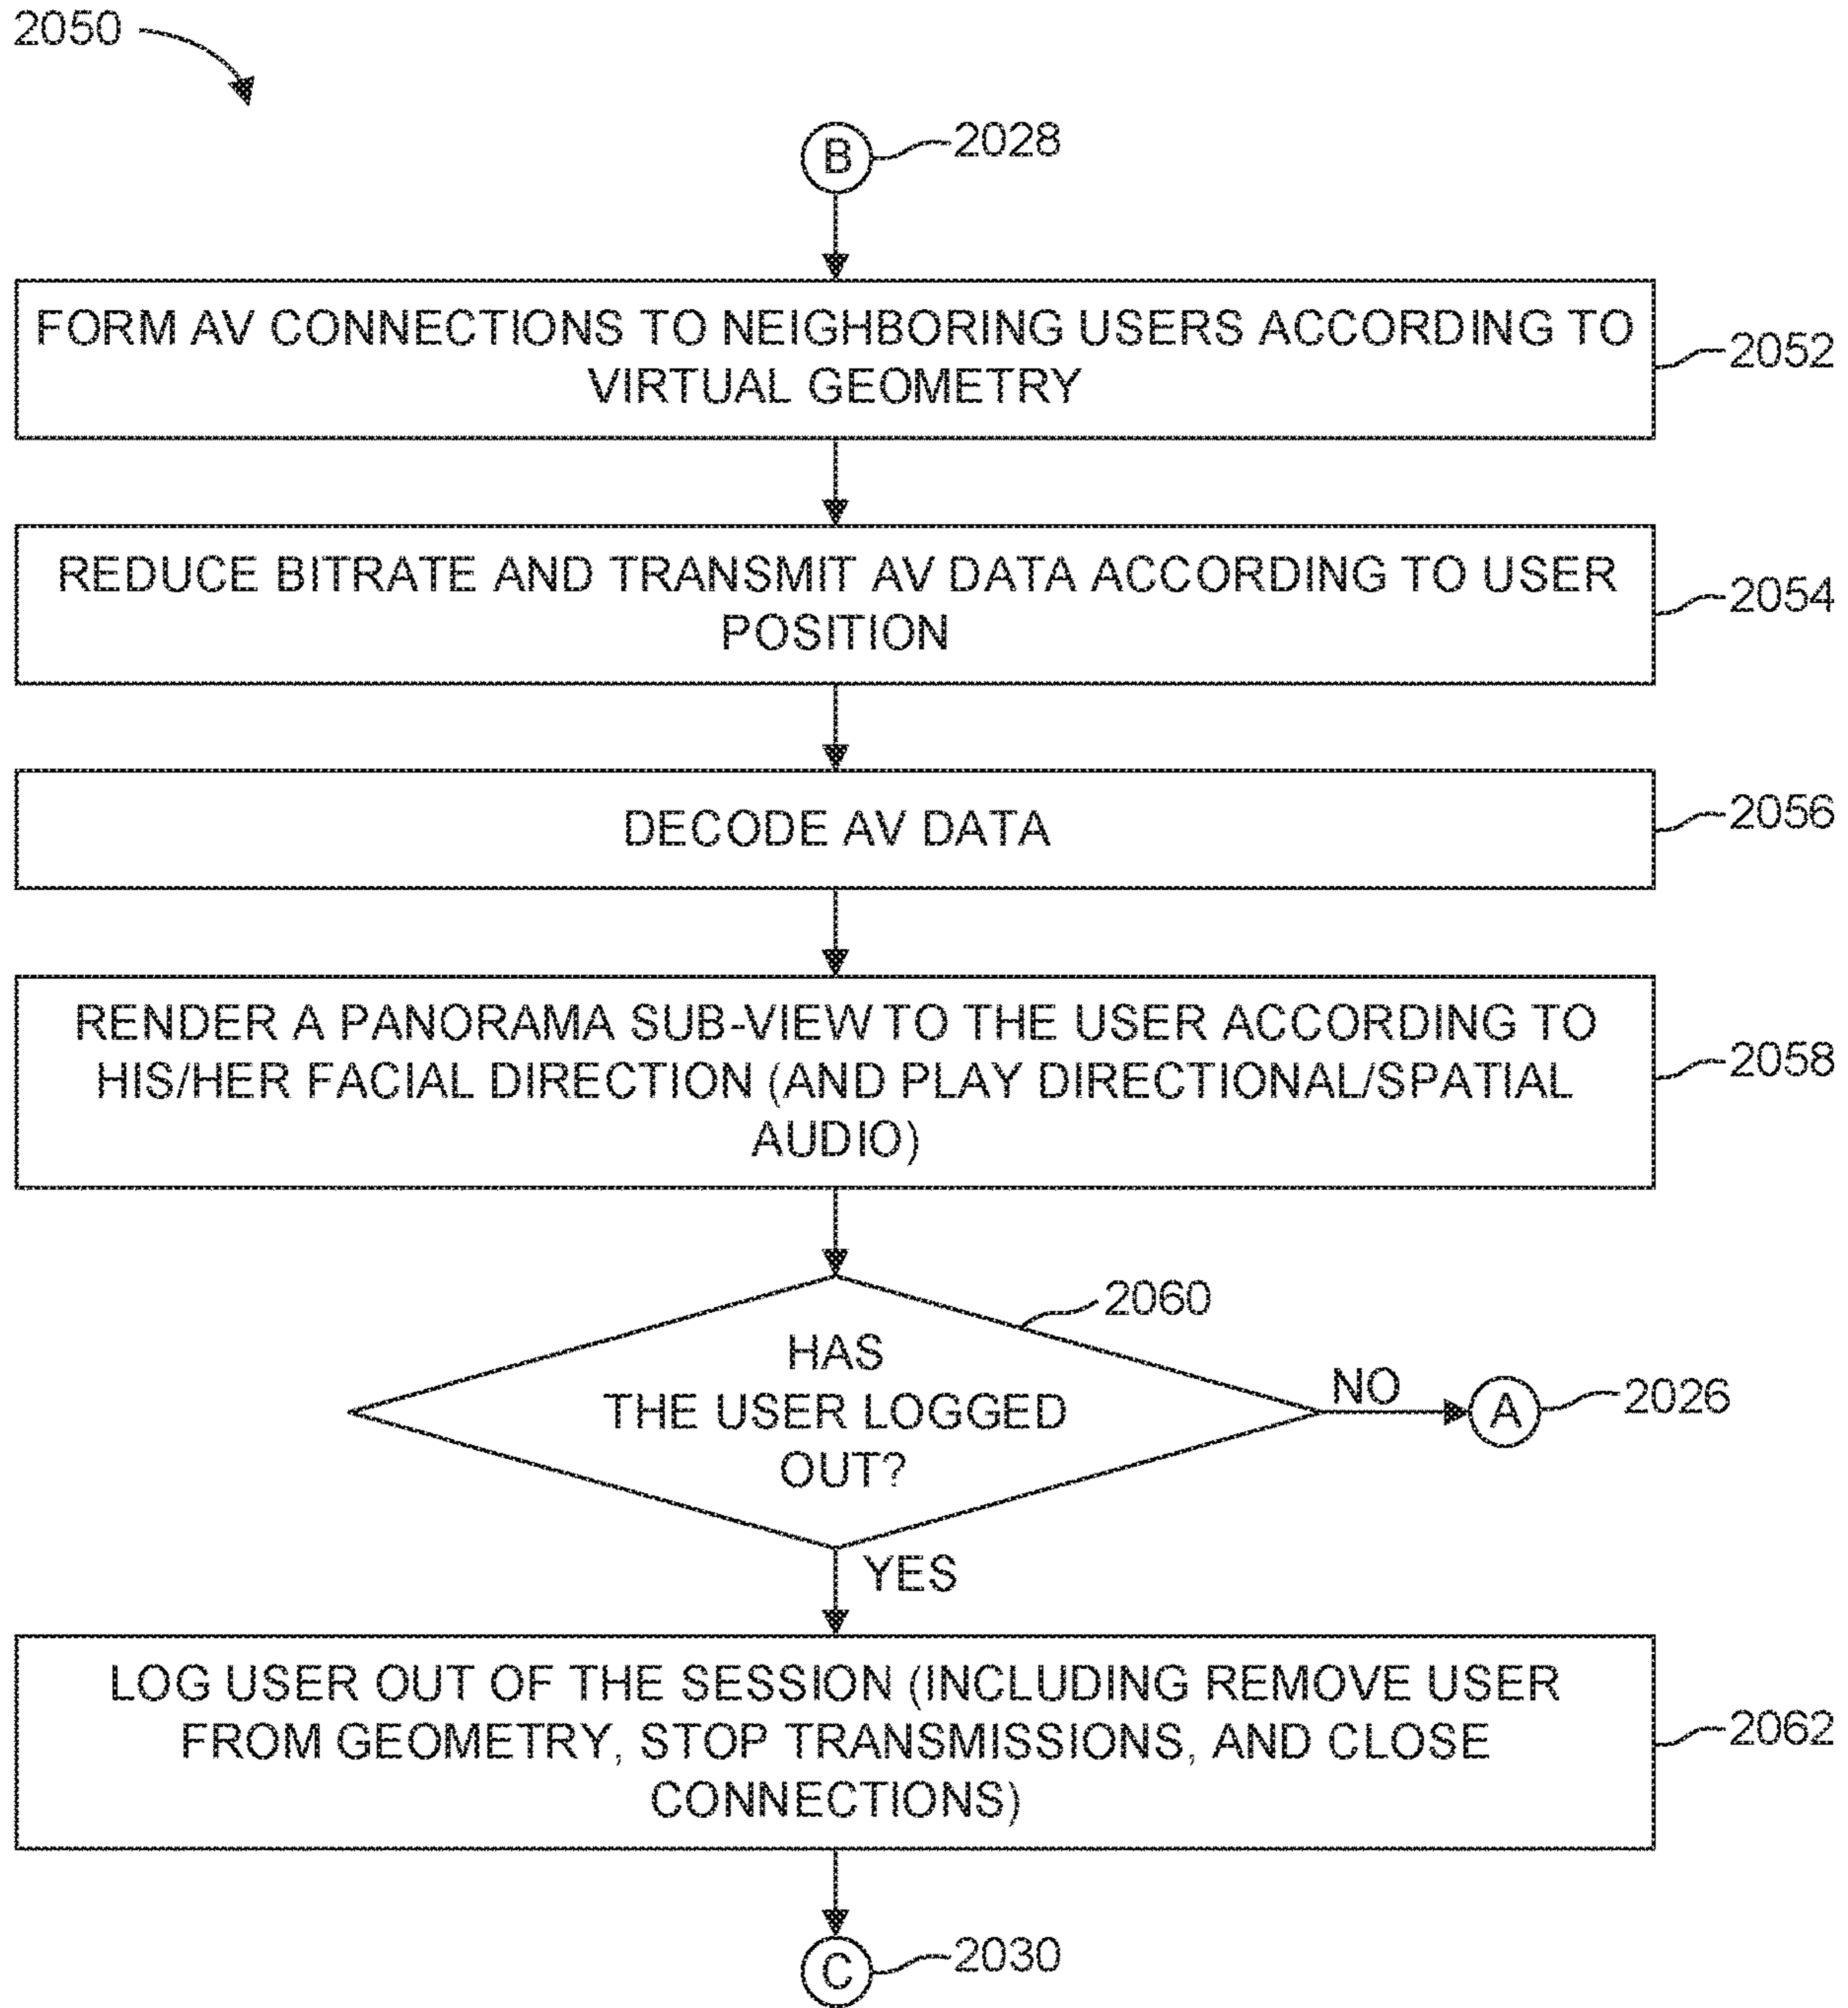 2050
B
2028
FORM AV CONNECTIONS TO NEIGHBORING USERS ACCORDING TO
VIRTUAL GEOMETRY
2052
REDUCE BITRATE AND TRANSMIT AV DATA ACCORDING TO USER
POSITION
2054
DECODE AV DATA
2056
RENDER A PANORAMA SUB-VIEW TO THE USER ACCORDING TO
HIS/HER FACIAL DIRECTION (AND PLAY DIRECTIONAL/SPATIAL
AUDIO)
2058
2060
HAS
THE USER LOGGED
OUT?
NO
A
2026
YES
LOG USER OUT OF THE SESSION (INCLUDING REMOVE USER
FROM GEOMETRY, STOP TRANSMISSIONS, AND CLOSE
CONNECTIONS)
2062
C
2030